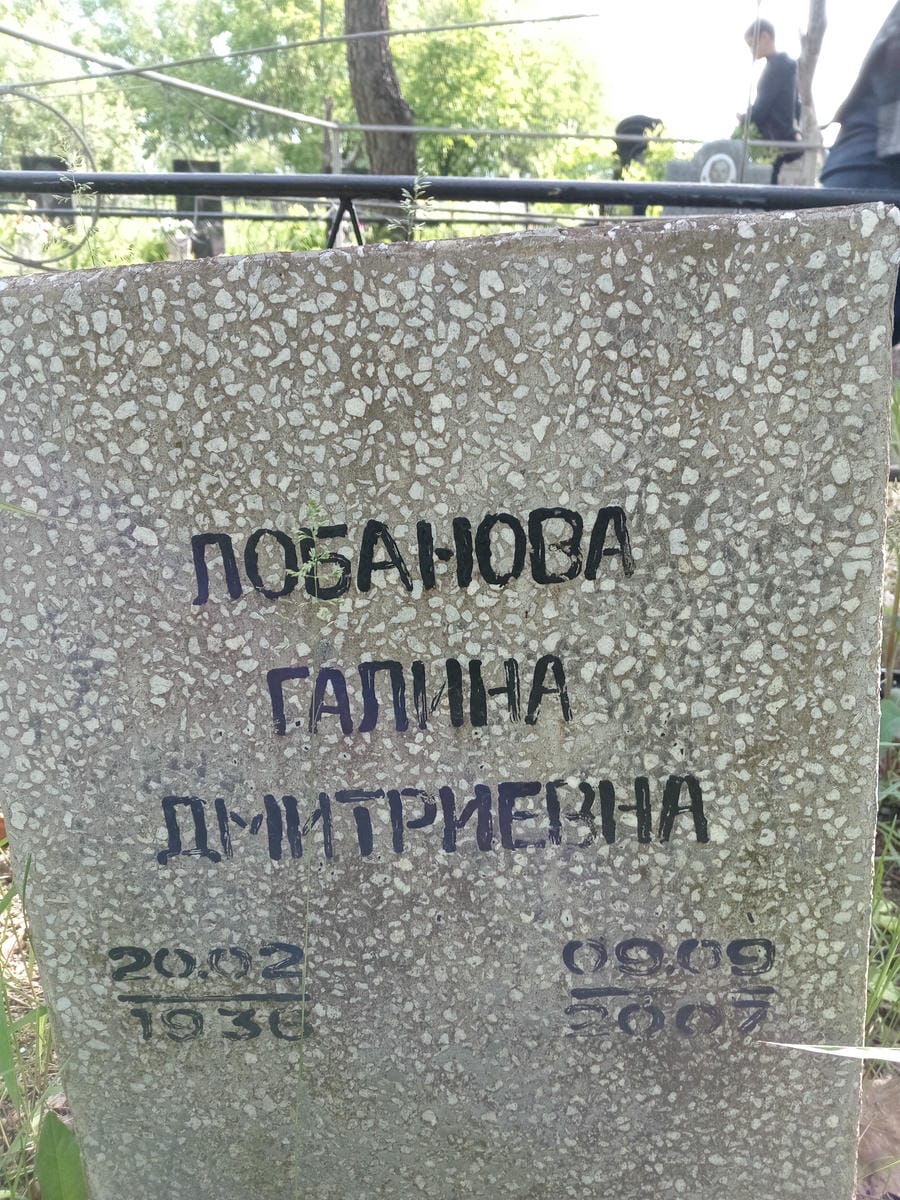 ЛОБАНОВА
ГАЛИНА
ДМИТРИЕВНА
20.02 09.09
1936 2007